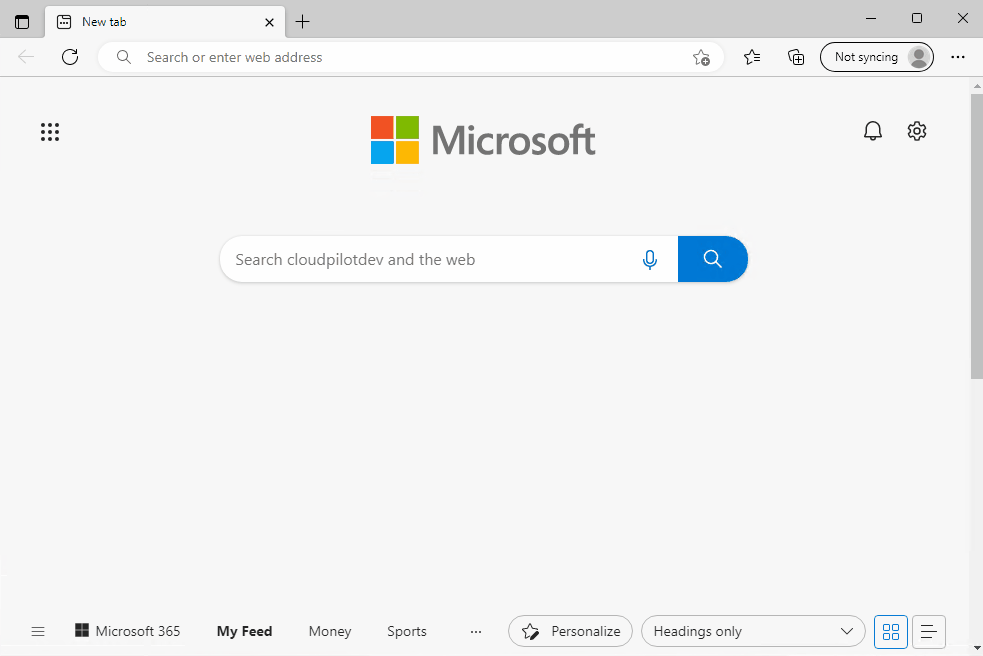 New tab
Search or enter web address
Not syncing
Microsoft
Search cloudpilotdev and the web
Microsoft 365
My Feed
Money
Sports
Personalize
Headings only